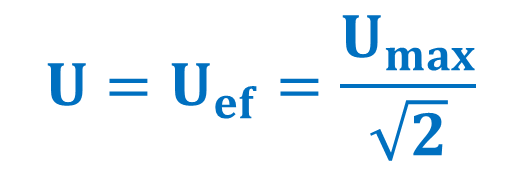 U = U_ef = U_max / √2